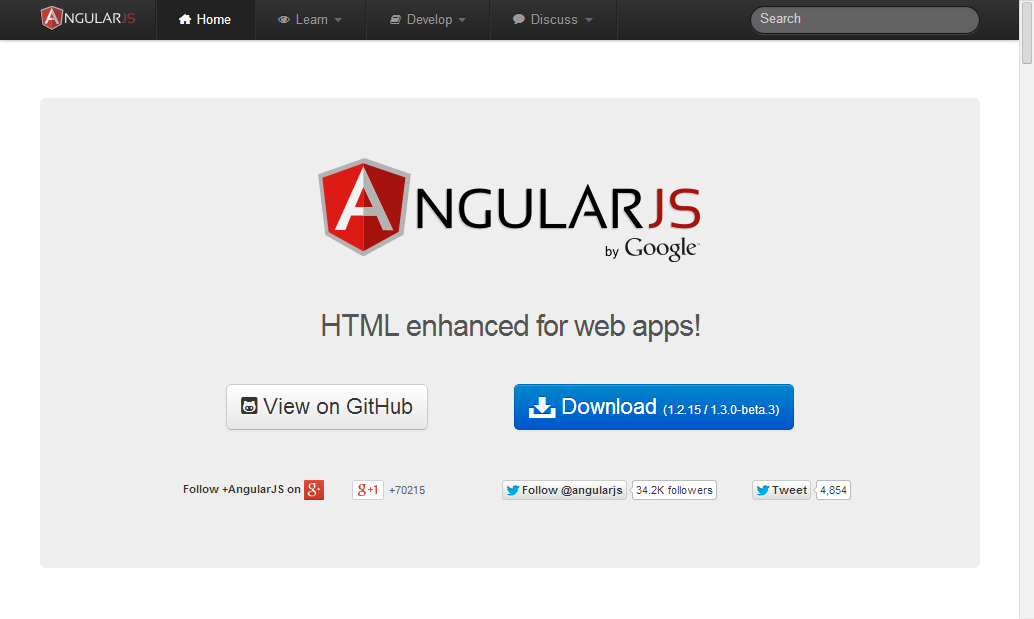 ANGULARJS Home Learn Develop Discuss Search
ANGULARJS
by Google™
HTML enhanced for web apps!
View on GitHub Download (1.2.15 / 1.3.0-beta.3)
Follow +AngularJS on g+ g+1 +70215 Follow @angularjs 34.2K followers Tweet 4,854